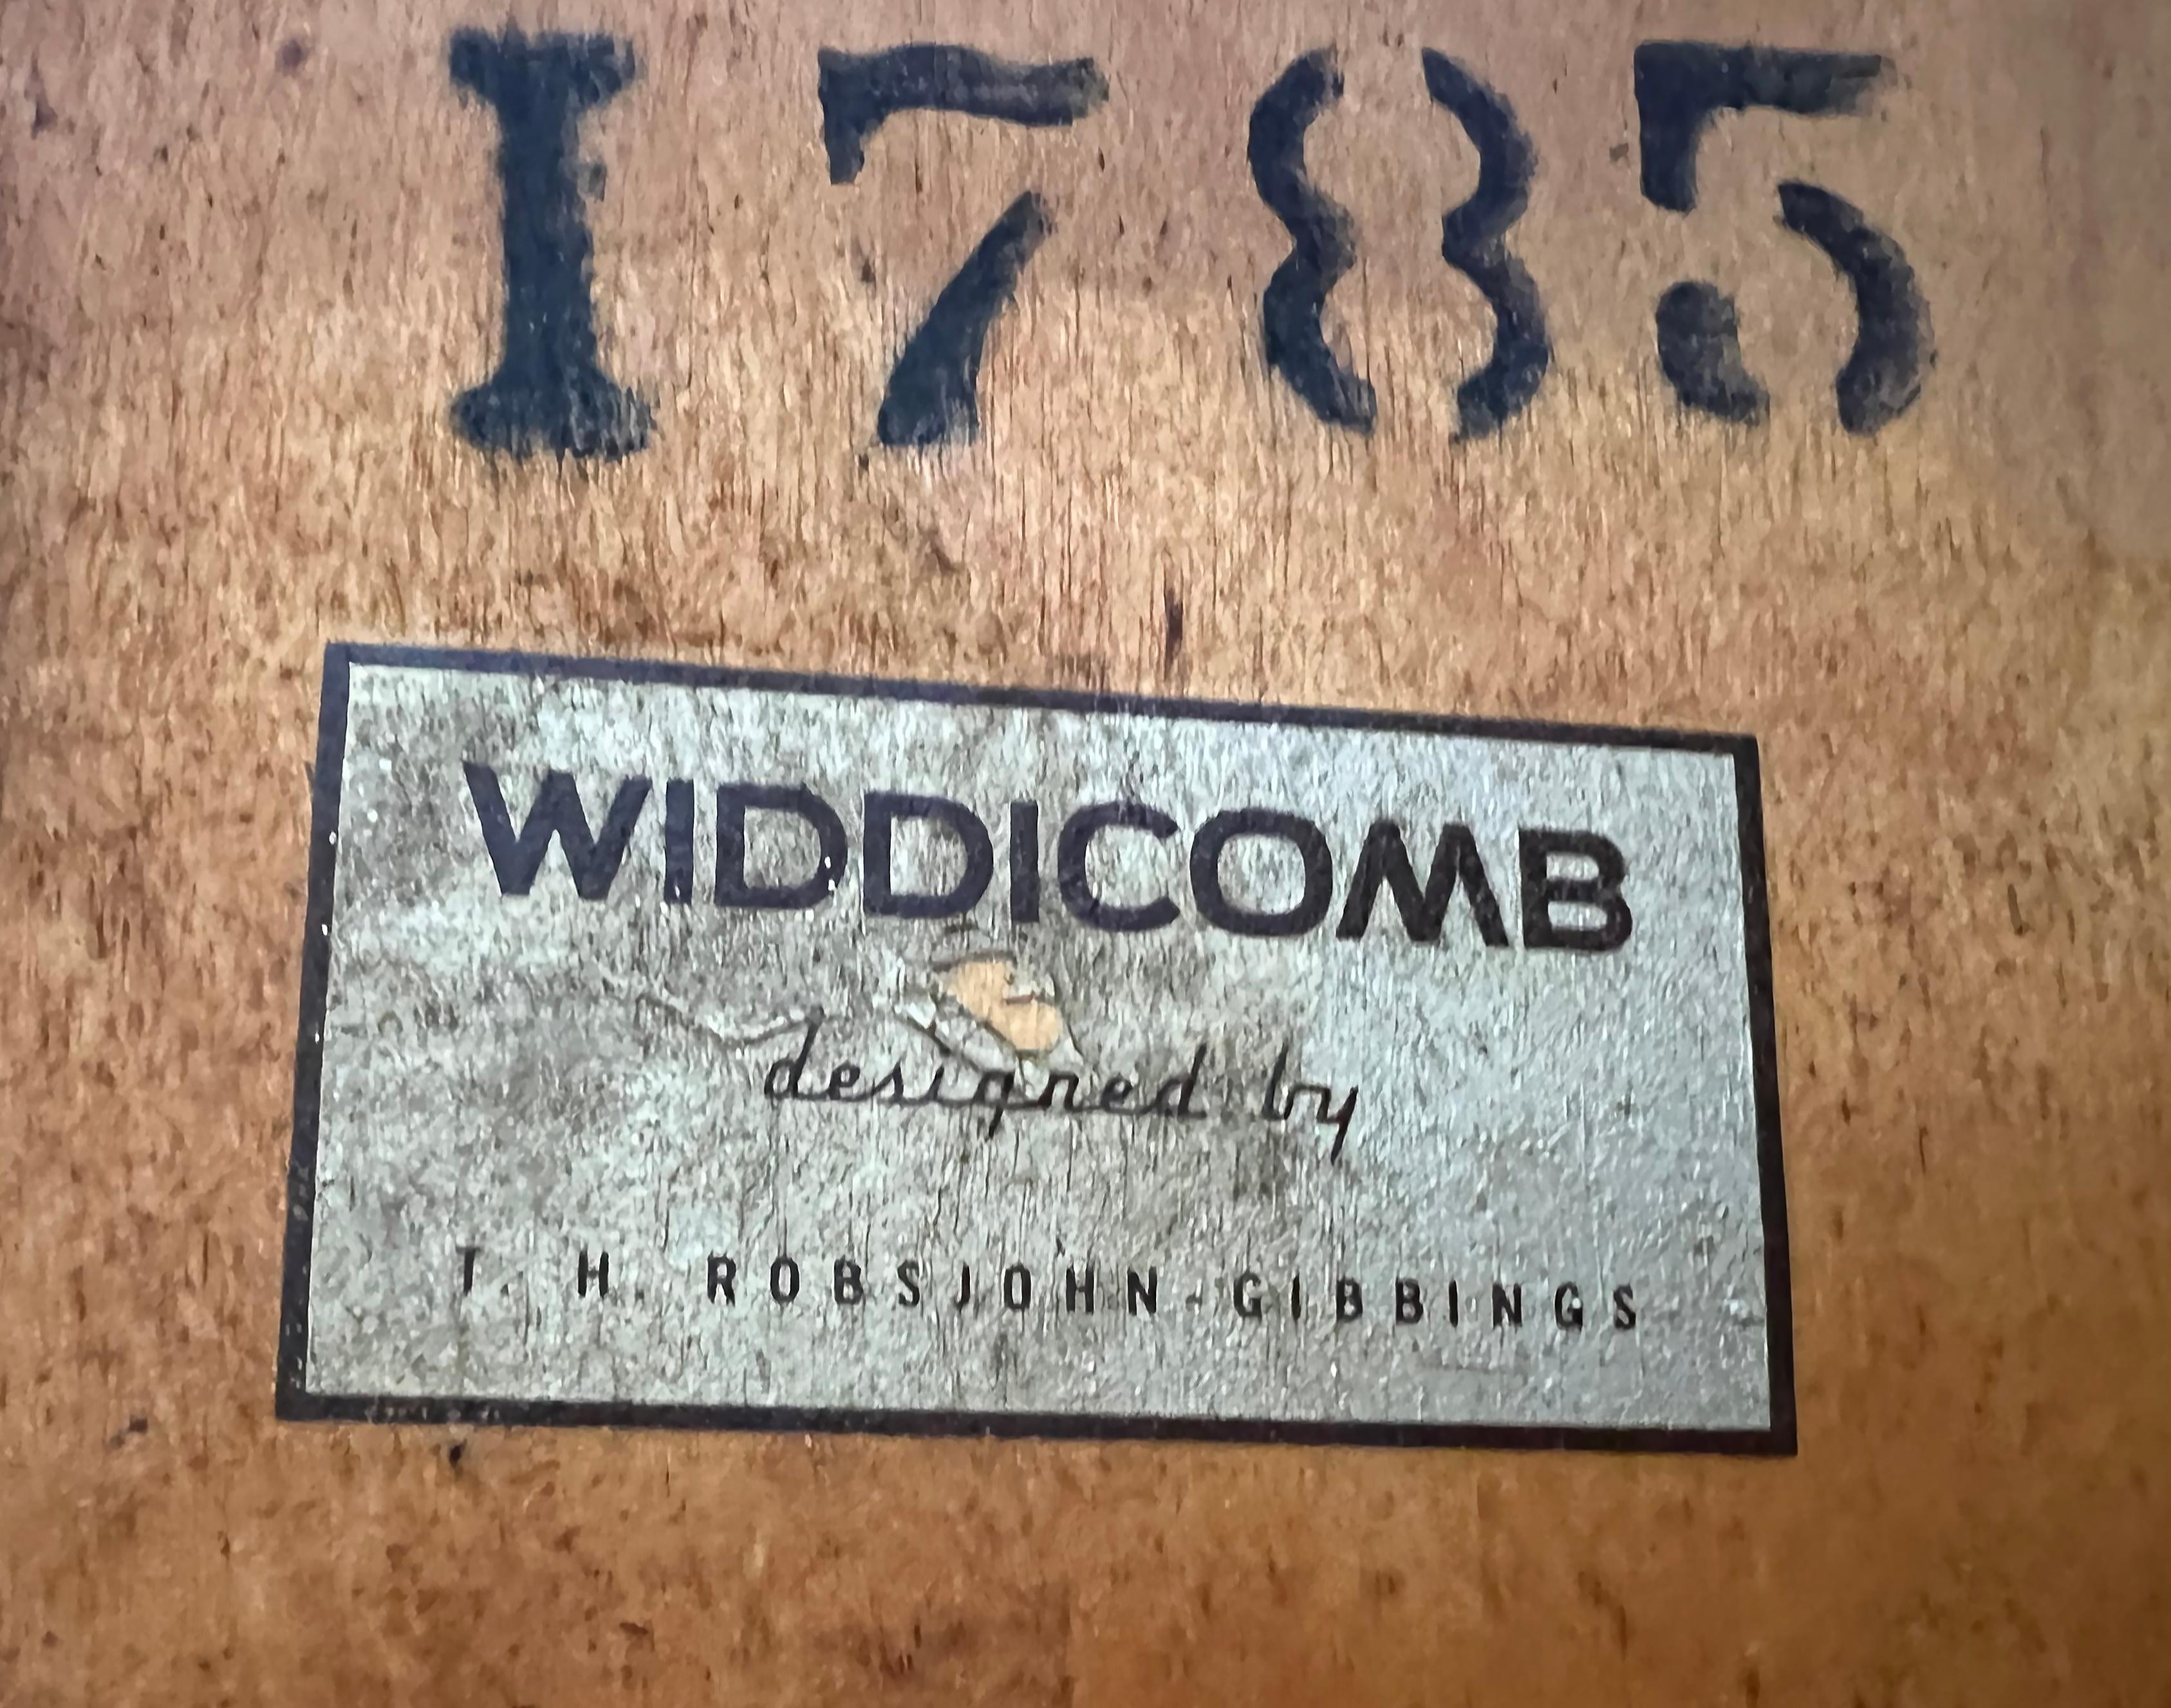 1785
WIDDICOMB
designed by
T. H. ROBSJOHN-GIBBINGS